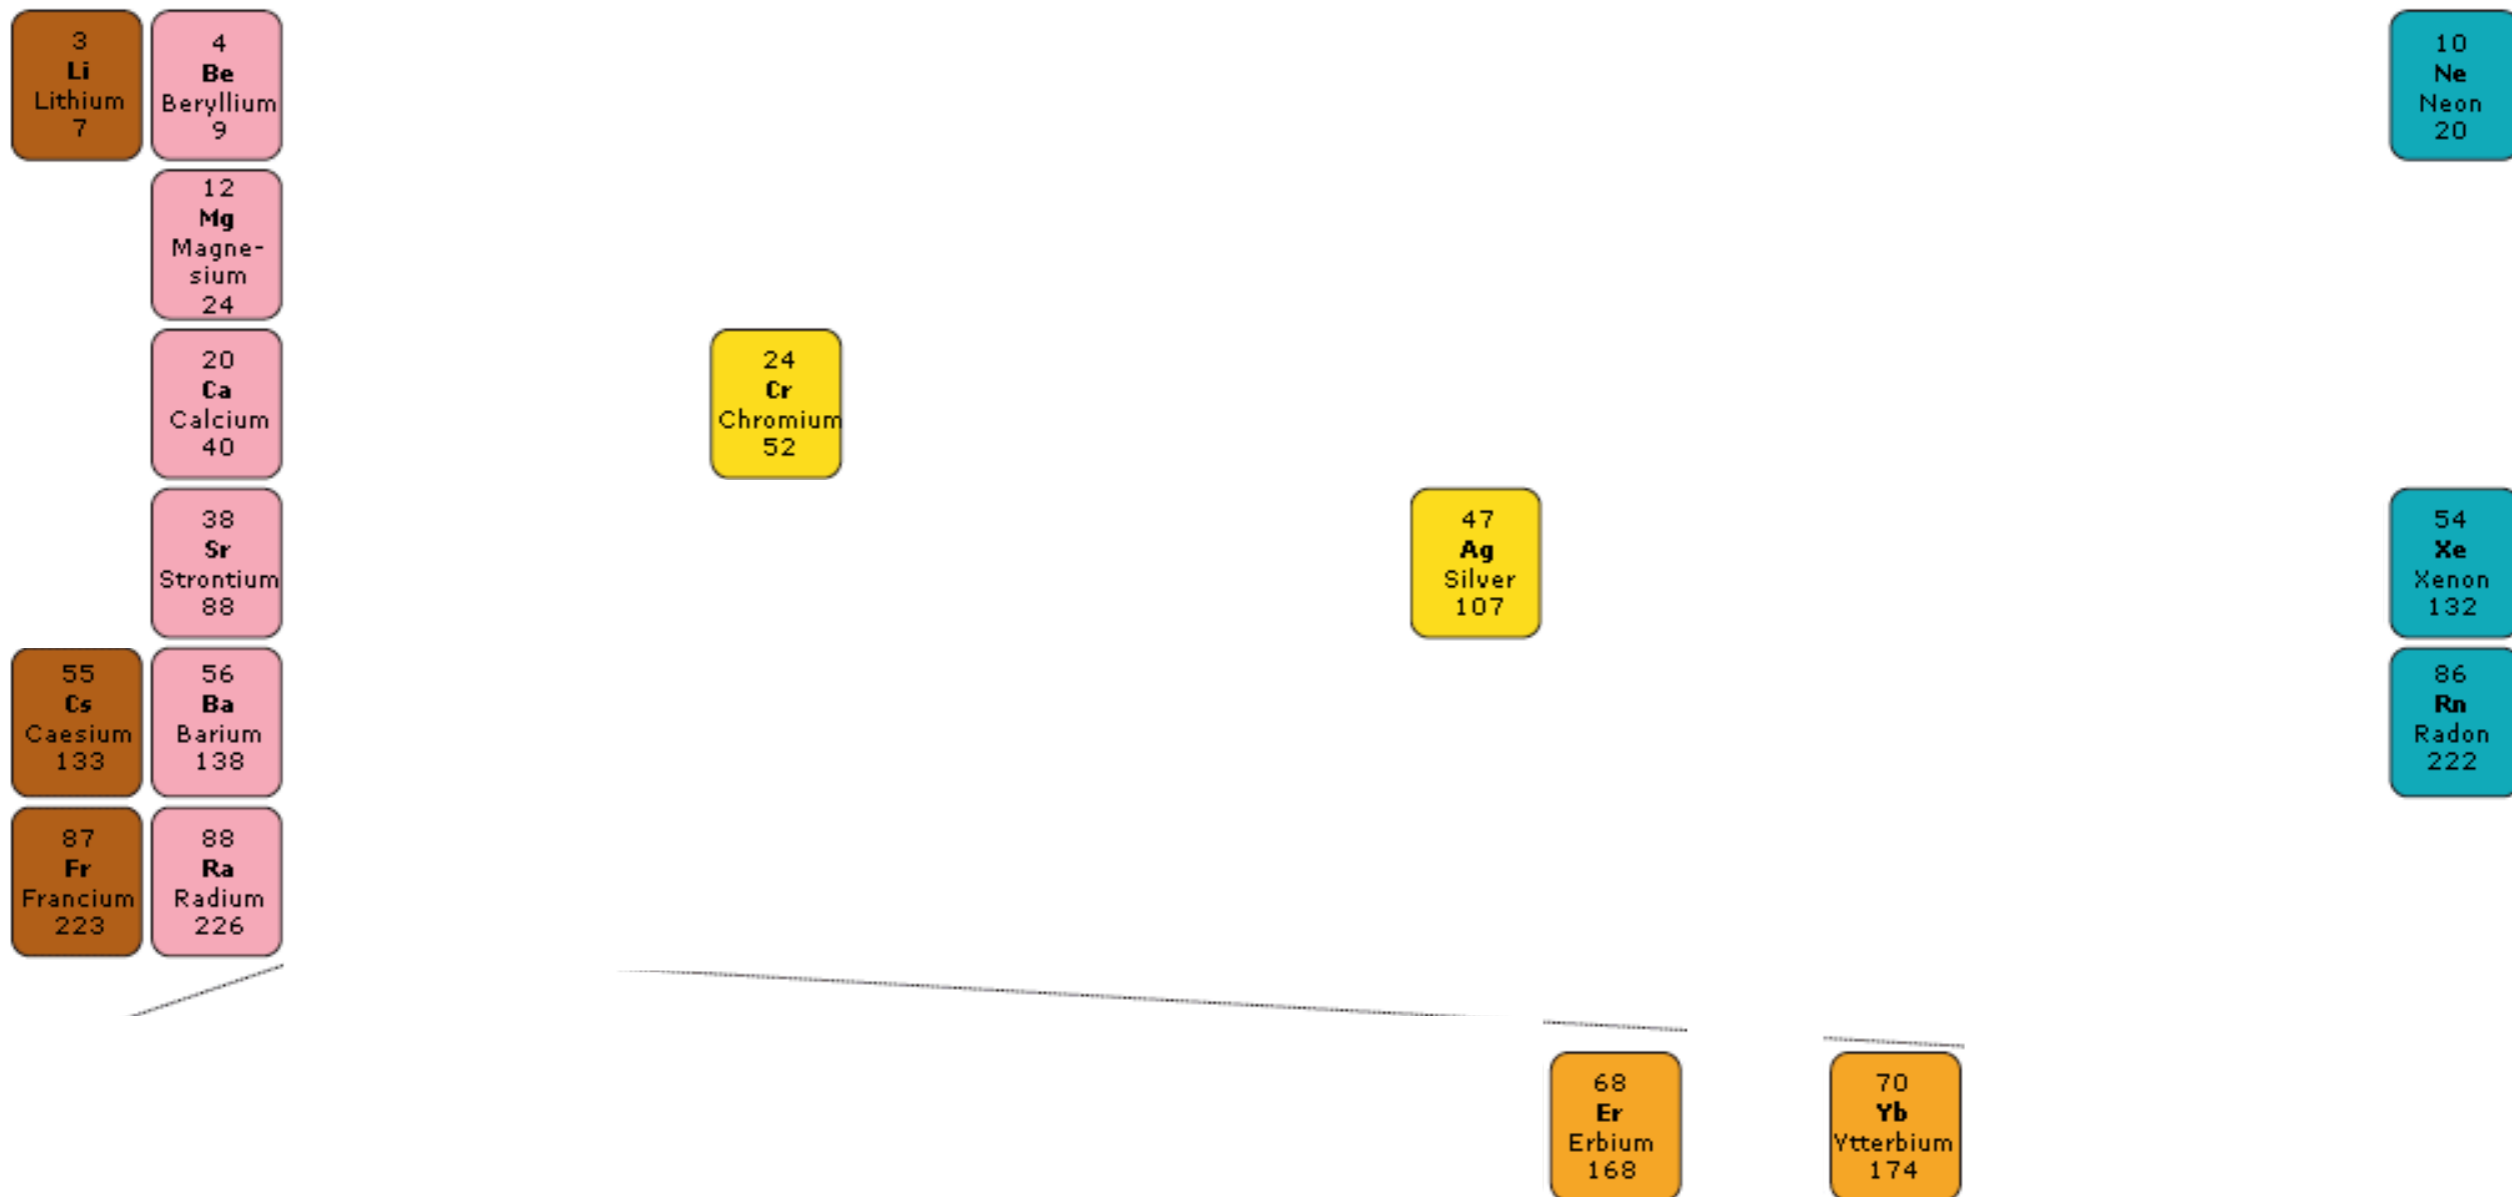 3
Li
Lithium
7
4
Be
Beryllium
9
10
Ne
Neon
20
12
Mg
Magne-
sium
24
20
Ca
Calcium
40
24
Cr
Chromium
52
38
Sr
Strontium
88
47
Ag
Silver
107
54
Xe
Xenon
132
55
Cs
Caesium
133
56
Ba
Barium
138
86
Rn
Radon
222
87
Fr
Francium
223
88
Ra
Radium
226
68
Er
Erbium
168
70
Yb
Ytterbium
174